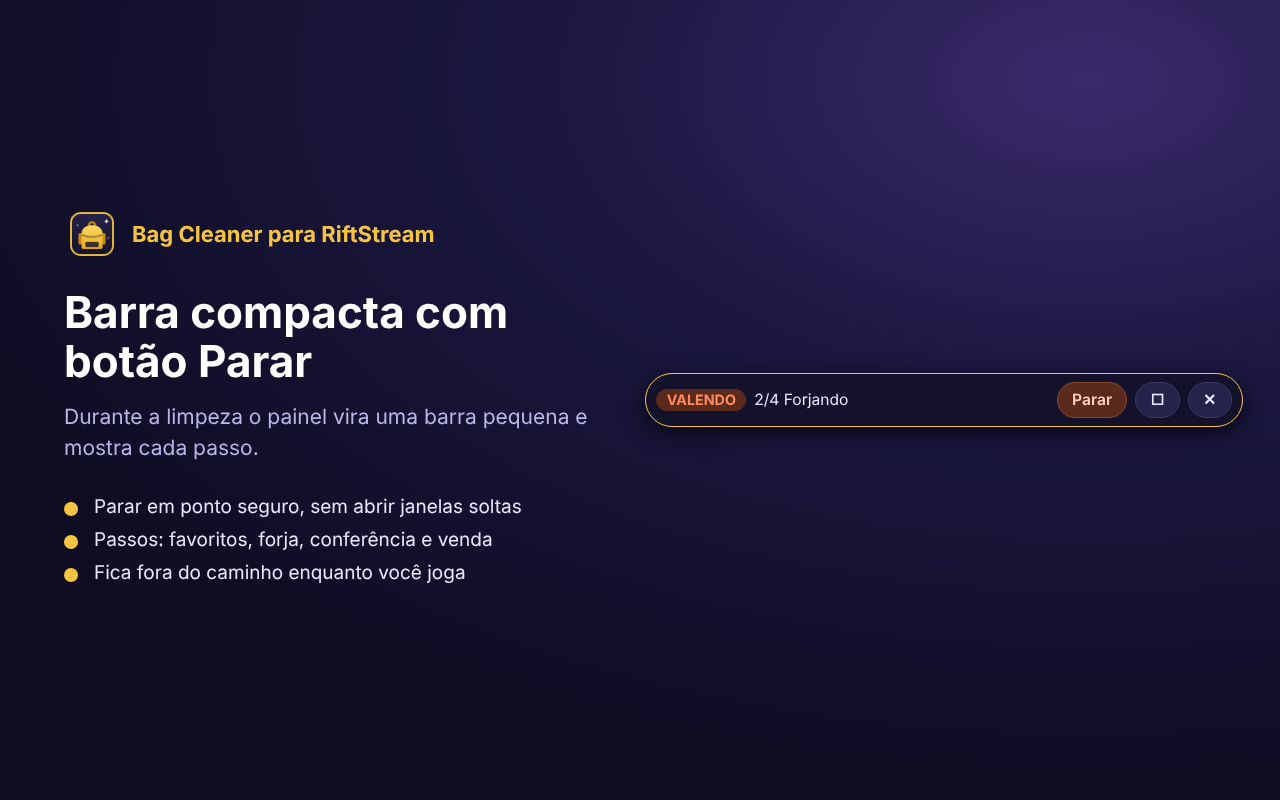 Bag Cleaner para RiftStream
Barra compacta com
botão Parar
Durante a limpeza o painel vira uma barra pequena e
mostra cada passo.
Parar em ponto seguro, sem abrir janelas soltas
Passos: favoritos, forja, conferência e venda
Fica fora do caminho enquanto você joga
VALENDO 2/4 Forjando Parar